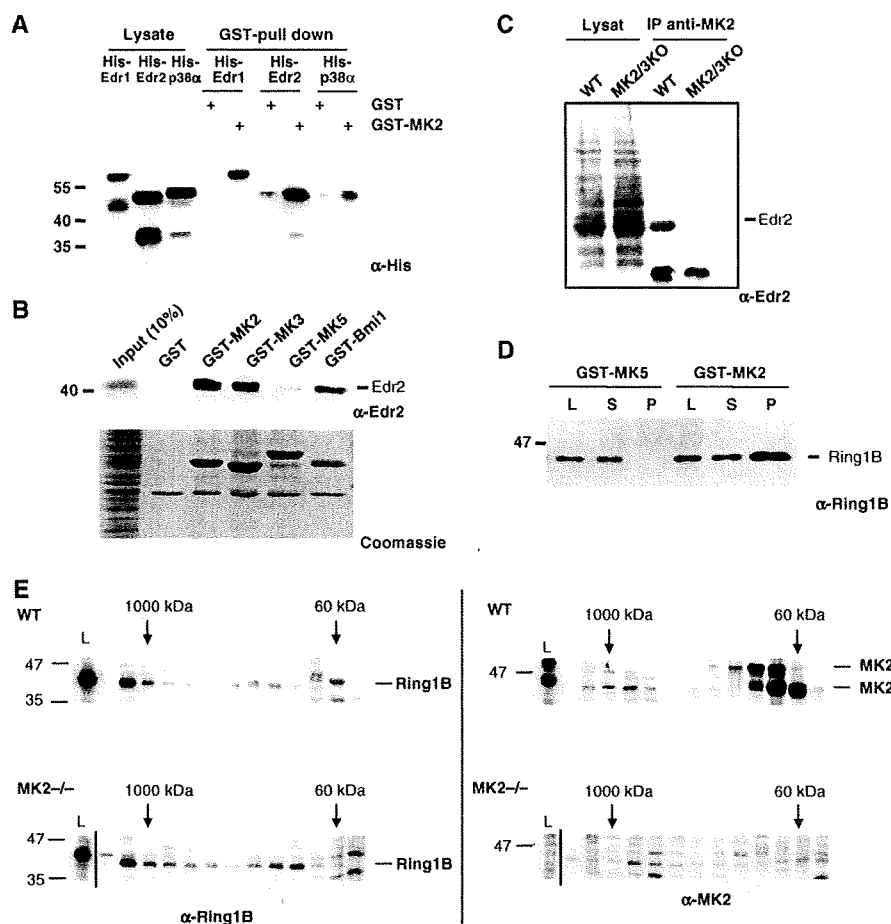 A
Lysate GST-pull down
His- His- His- His- His- His-
Edr1 Edr2 p38α Edr1 Edr2 p38α
+ + + GST
+ + + GST-MK2
55
40
35
α-His
B
Input (10%) GST GST-MK2 GST-MK3 GST-MK5 GST-Bmi1
40 Edr2
α-Edr2
Coomassie
C
Lysat IP anti-MK2
WT MK2/3KO WT MK2/3KO
Edr2
α-Edr2
D
GST-MK5 GST-MK2
L S P L S P
47
Ring1B
α-Ring1B
E
WT
1000 kDa 60 kDa
L
47
35
Ring1B
MK2–/–
1000 kDa 60 kDa
L
47
35
Ring1B
α-Ring1B
WT
1000 kDa 60 kDa
L
47
MK2
MK2
MK2–/–
1000 kDa 60 kDa
L
47
α-MK2